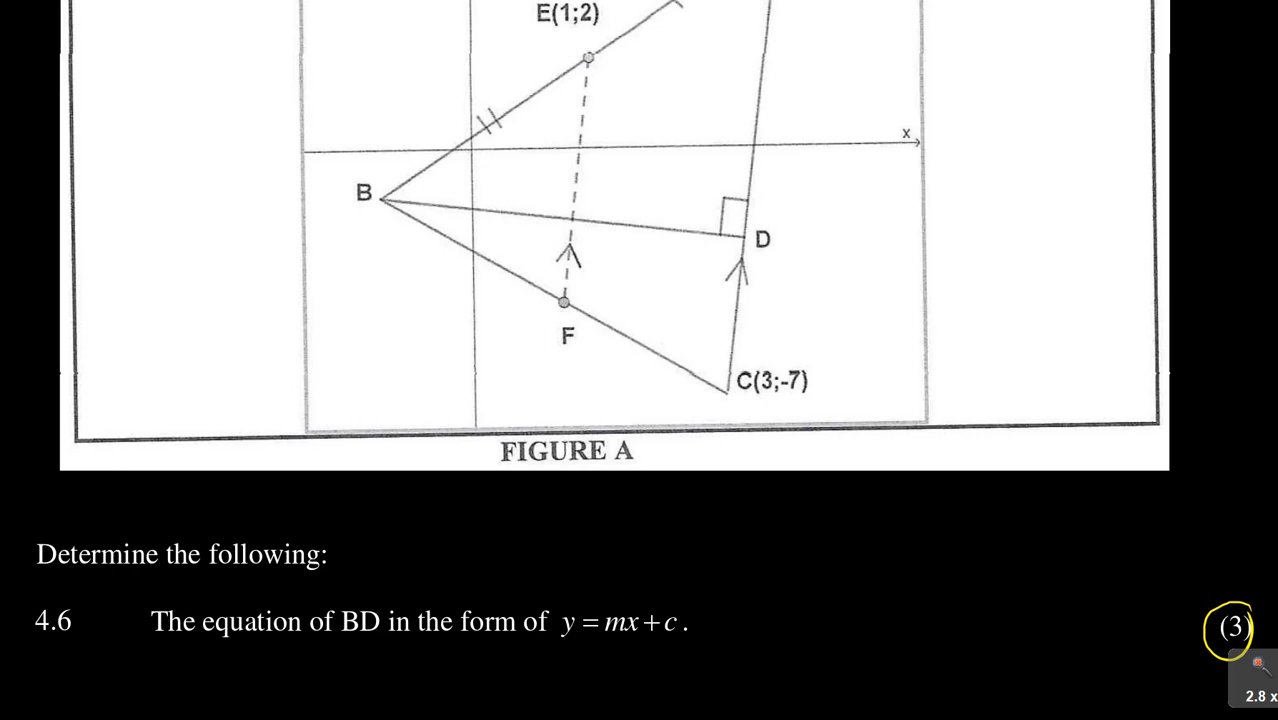 E(1;2)
x
B
D
F
C(3;-7)
FIGURE A
Determine the following:
4.6 The equation of BD in the form of y = mx + c . (3)
2.8 x